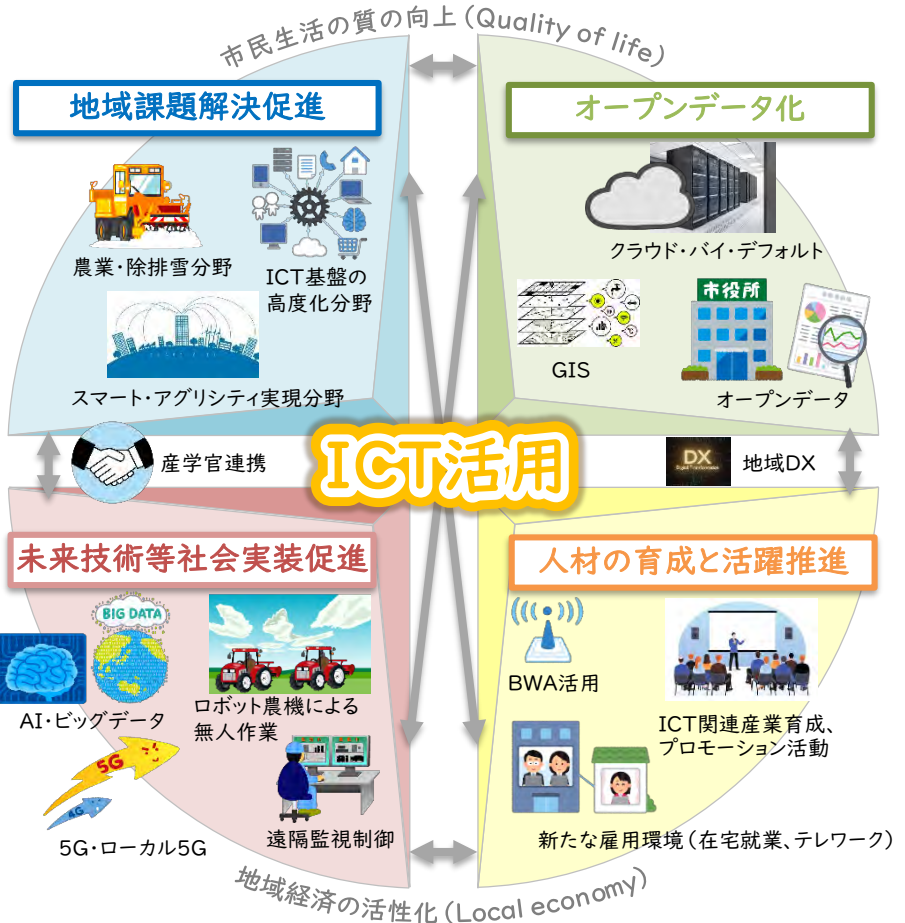 市民生活の質の向上（Quality of life）
地域課題解決促進
農業・除排雪分野
ICT基盤の
高度化分野
スマート・アグリシティ実現分野
オープンデータ化
クラウド・バイ・デフォルト
GIS
市役所
オープンデータ
ICT活用
産学官連携
DX
Digital Transformation
地域DX
未来技術等社会実装促進
BIG DATA
AI・ビッグデータ
ロボット農機による
無人作業
5G
4G
5G・ローカル5G
遠隔監視制御
人材の育成と活躍推進
BWA活用
ICT関連産業育成、
プロモーション活動
新たな雇用環境（在宅就業、テレワーク）
地域経済の活性化（Local economy）